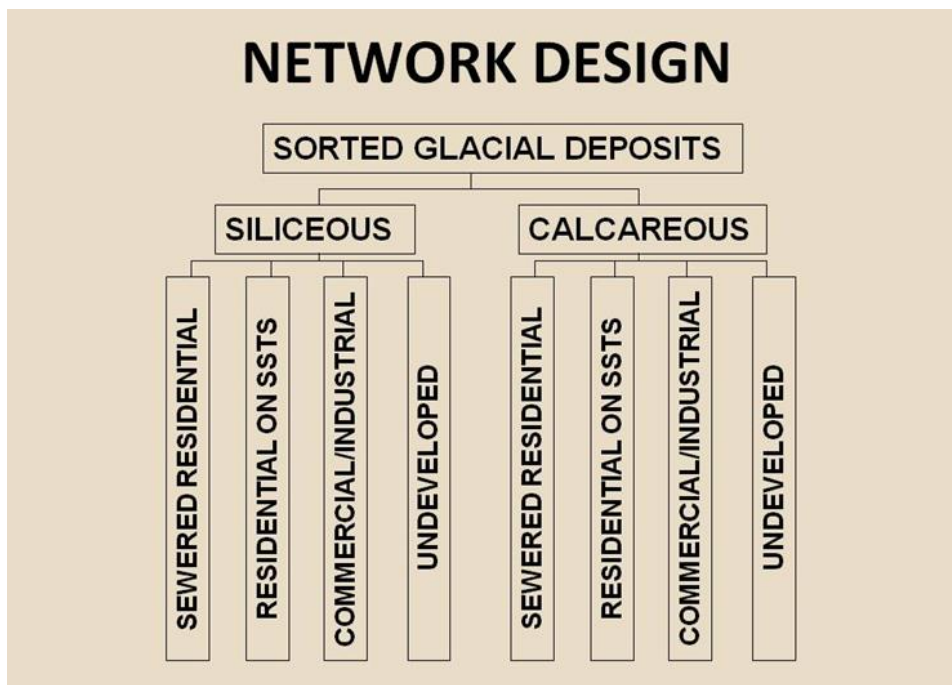 NETWORK DESIGN
SORTED GLACIAL DEPOSITS
SILICEOUS
CALCAREOUS
SEWERED RESIDENTIAL
RESIDENTIAL ON SSTS
COMMERCIAL/INDUSTRIAL
UNDEVELOPED
SEWERED RESIDENTIAL
RESIDENTIAL ON SSTS
COMMERCIAL/INDUSTRIAL
UNDEVELOPED